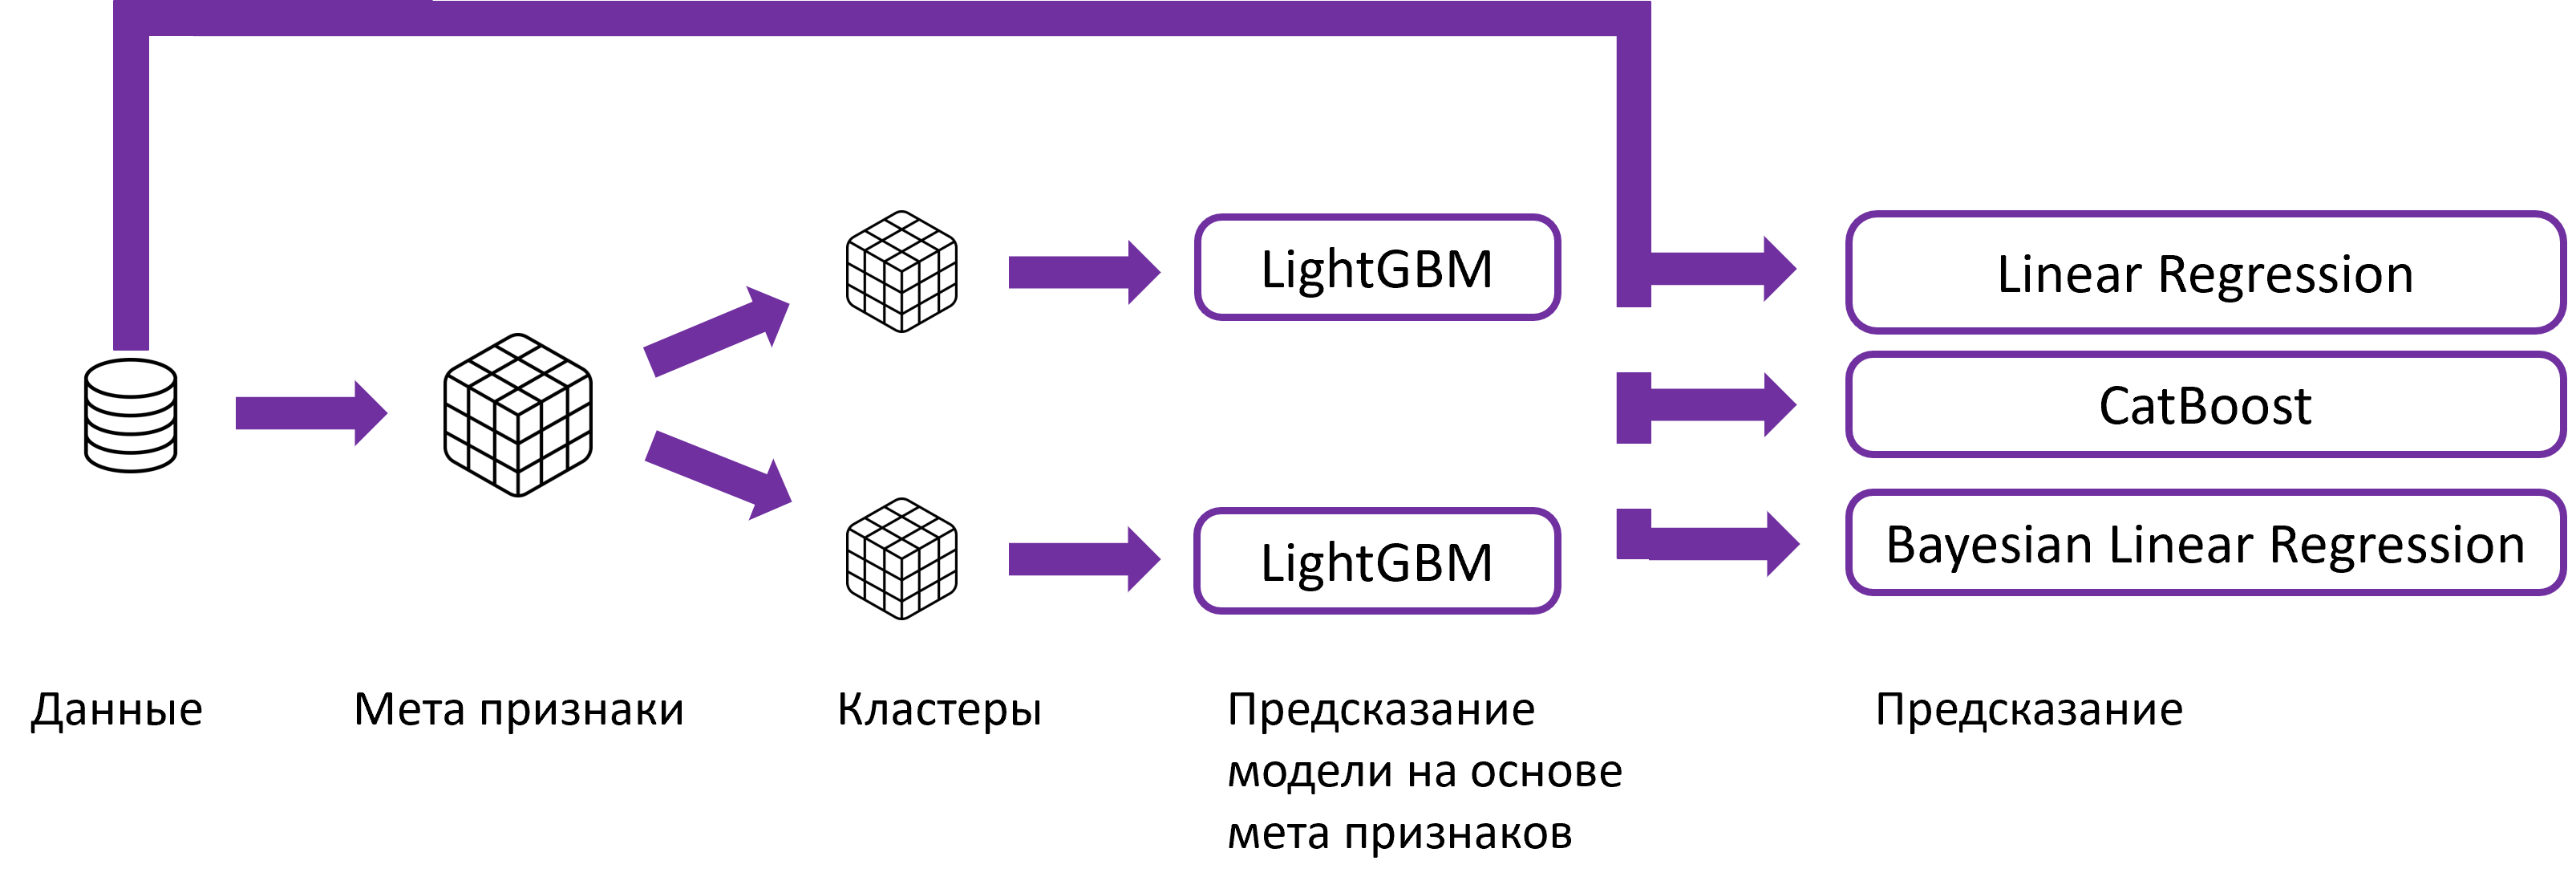 LightGBM
Linear Regression
CatBoost
LightGBM
Bayesian Linear Regression
Данные
Мета признаки
Кластеры
Предсказание
модели на основе
мета признаков
Предсказание